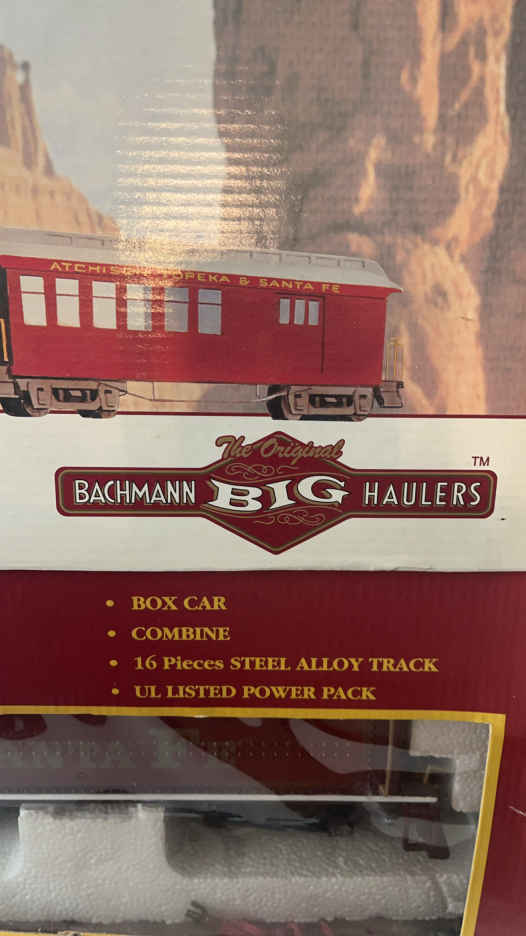 ATCHISON TOPEKA & SANTA FE
The Original
BACHMANN BIG HAULERS
TM
• BOX CAR
• COMBINE
• 16 Pieces STEEL ALLOY TRACK
• UL LISTED POWER PACK